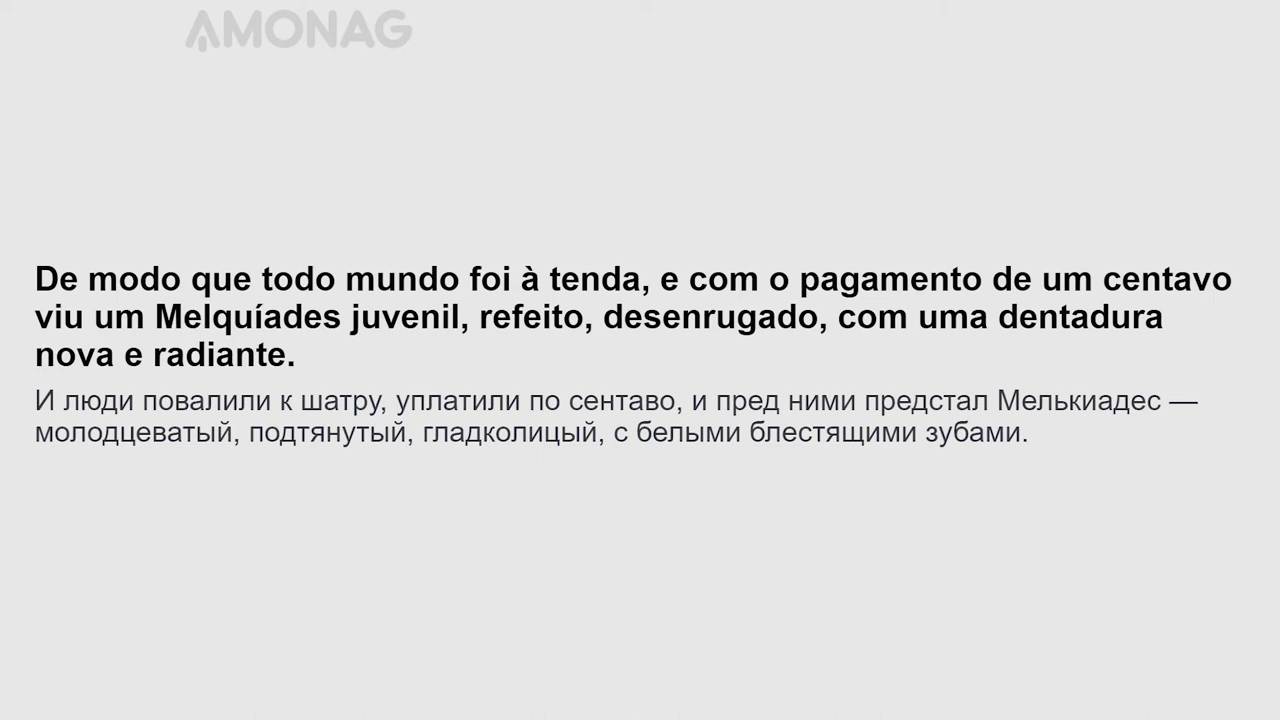 AMONAG
De modo que todo mundo foi à tenda, e com o pagamento de um centavo
viu um Melquíades juvenil, refeito, desenrugado, com uma dentadura
nova e radiante.
И люди повалили к шатру, уплатили по сентаво, и пред ними предстал Мелькиадес —
молодцеватый, подтянутый, гладколицый, с белыми блестящими зубами.